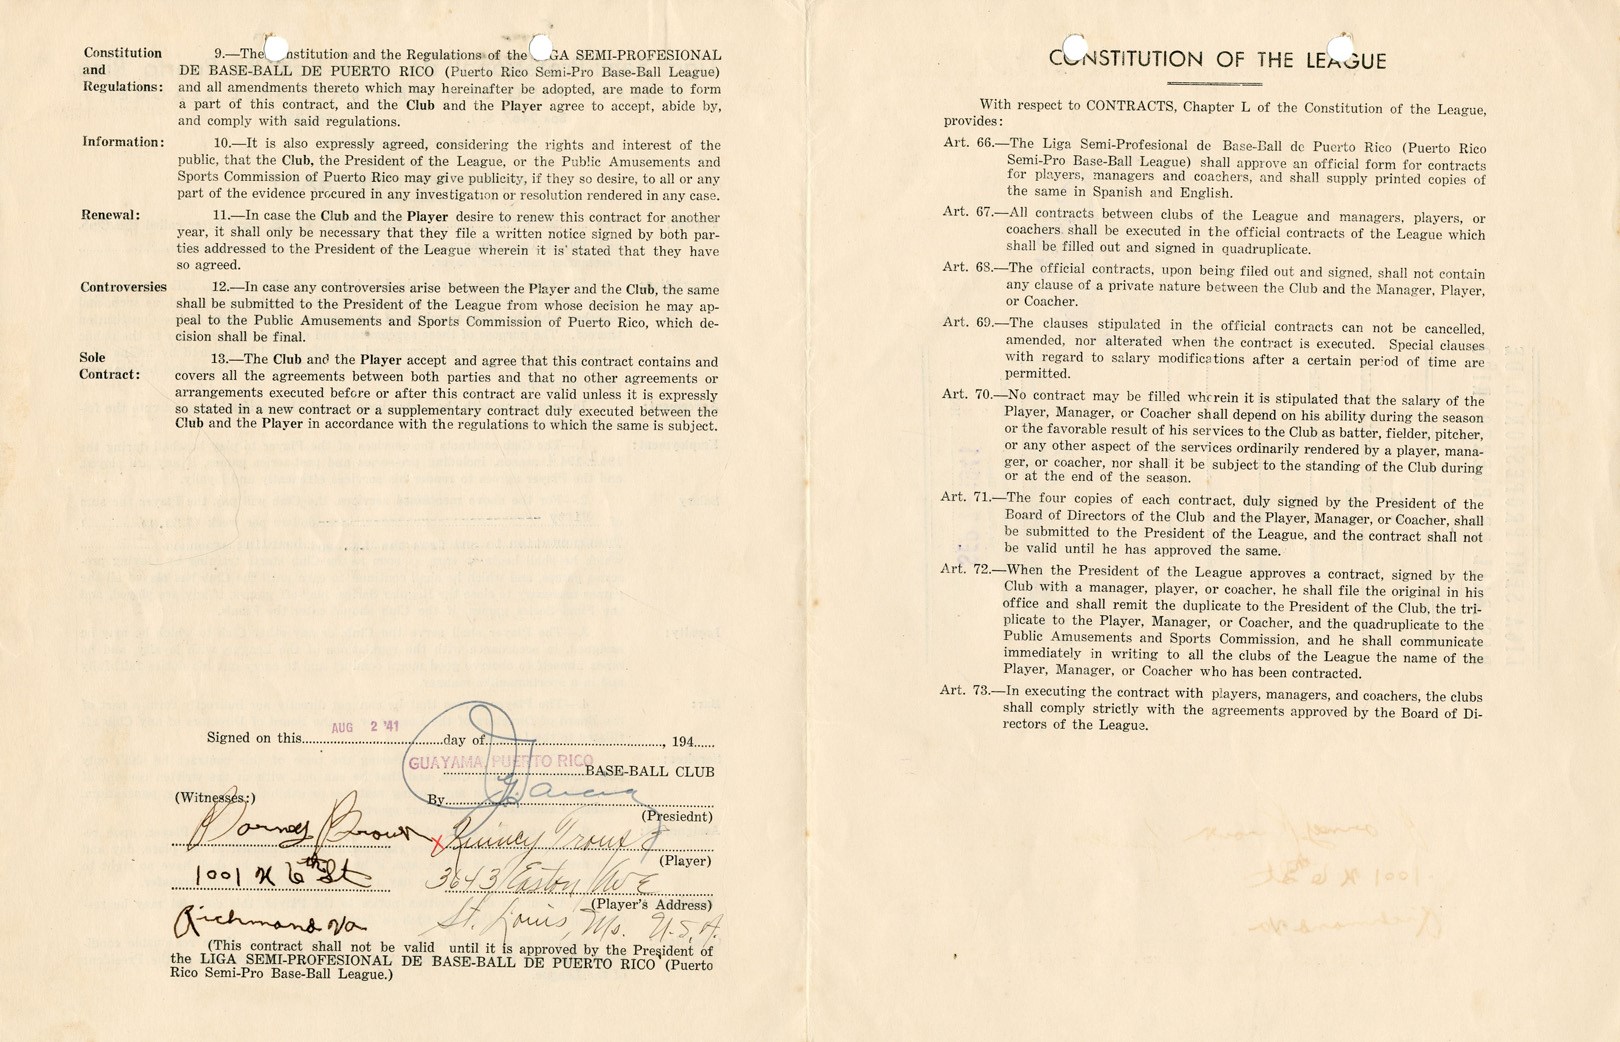 Constitution and Regulations:
9.—The nstitution and the Regulations of the GA SEMI-PROFESIONAL
DE BASE-BALL DE PUERTO RICO (Puerto Rico Semi-Pro Base-Ball League)
and all amendments thereto which may hereinafter be adopted, are made to form
a part of this contract, and the Club and the Player agree to accept, abide by,
and comply with said regulations.
Information:
10.—It is also expressly agreed, considering the rights and interest of the
public, that the Club, the President of the League, or the Public Amusements and
Sports Commission of Puerto Rico may give publicity, if they so desire, to all or any
part of the evidence procured in any investigation or resolution rendered in any case.
Renewal:
11.—In case the Club and the Player desire to renew this contract for another
year, it shall only be necessary that they file a written notice signed by both par-
ties addressed to the President of the League wherein it is stated that they have
so agreed.
Controversies
12.—In case any controversies arise between the Player and the Club, the same
shall be submitted to the President of the League from whose decision he may ap-
peal to the Public Amusements and Sports Commission of Puerto Rico, which de-
cision shall be final.
Sole Contract:
13.—The Club and the Player accept and agree that this contract contains and
covers all the agreements between both parties and that no other agreements or
arrangements executed before or after this contract are valid unless it is expressly
so stated in a new contract or a supplementary contract duly executed between the
Club and the Player in accordance with the regulations to which the same is subject.
AUG 2 '41
Signed on this day of , 194
GUAYAMA, PUERTO RICO
BASE-BALL CLUB
(Witnesses:) By Garcia
(Presiednt)
Barney Brown x Quincy Trouppe
(Player)
1001 N 6th St 3643 Easton Ave
(Player's Address)
Richmond Va St. Louis, Mo. U.S.A.
(This contract shall not be valid until it is approved by the President of
the LIGA SEMI-PROFESIONAL DE BASE-BALL DE PUERTO RICO (Puerto
Rico Semi-Pro Base-Ball League.)
CONSTITUTION OF THE LEAGUE
With respect to CONTRACTS, Chapter L of the Constitution of the League,
provides:
Art. 66.—The Liga Semi-Profesional de Base-Ball de Puerto Rico (Puerto Rico
Semi-Pro Base-Ball League) shall approve an official form for contracts
for players, managers and coachers, and shall supply printed copies of
the same in Spanish and English.
Art. 67.—All contracts between clubs of the League and managers, players, or
coachers shall be executed in the official contracts of the League which
shall be filled out and signed in quadruplicate.
Art. 68.—The official contracts, upon being filed out and signed, shall not contain
any clause of a private nature between the Club and the Manager, Player,
or Coacher.
Art. 69.—The clauses stipulated in the official contracts can not be cancelled,
amended, nor alterated when the contract is executed. Special clauses
with regard to salary modifications after a certain period of time are
permitted.
Art. 70.—No contract may be filled wherein it is stipulated that the salary of the
Player, Manager, or Coacher shall depend on his ability during the season
or the favorable result of his services to the Club as batter, fielder, pitcher,
or any other aspect of the services ordinarily rendered by a player, mana-
ger, or coacher, nor shall it be subject to the standing of the Club during
or at the end of the season.
Art. 71.—The four copies of each contract, duly signed by the President of the
Board of Directors of the Club and the Player, Manager, or Coacher, shall
be submitted to the President of the League, and the contract shall not
be valid until he has approved the same.
Art. 72.—When the President of the League approves a contract, signed by the
Club with a manager, player, or coacher, he shall file the original in his
office and shall remit the duplicate to the President of the Club, the tri-
plicate to the Player, Manager, or Coacher, and the quadruplicate to the
Public Amusements and Sports Commission, and he shall communicate
immediately in writing to all the clubs of the League the name of the
Player, Manager, or Coacher who has been contracted.
Art. 73.—In executing the contract with players, managers, and coachers, the clubs
shall comply strictly with the agreements approved by the Board of Di-
rectors of the League.